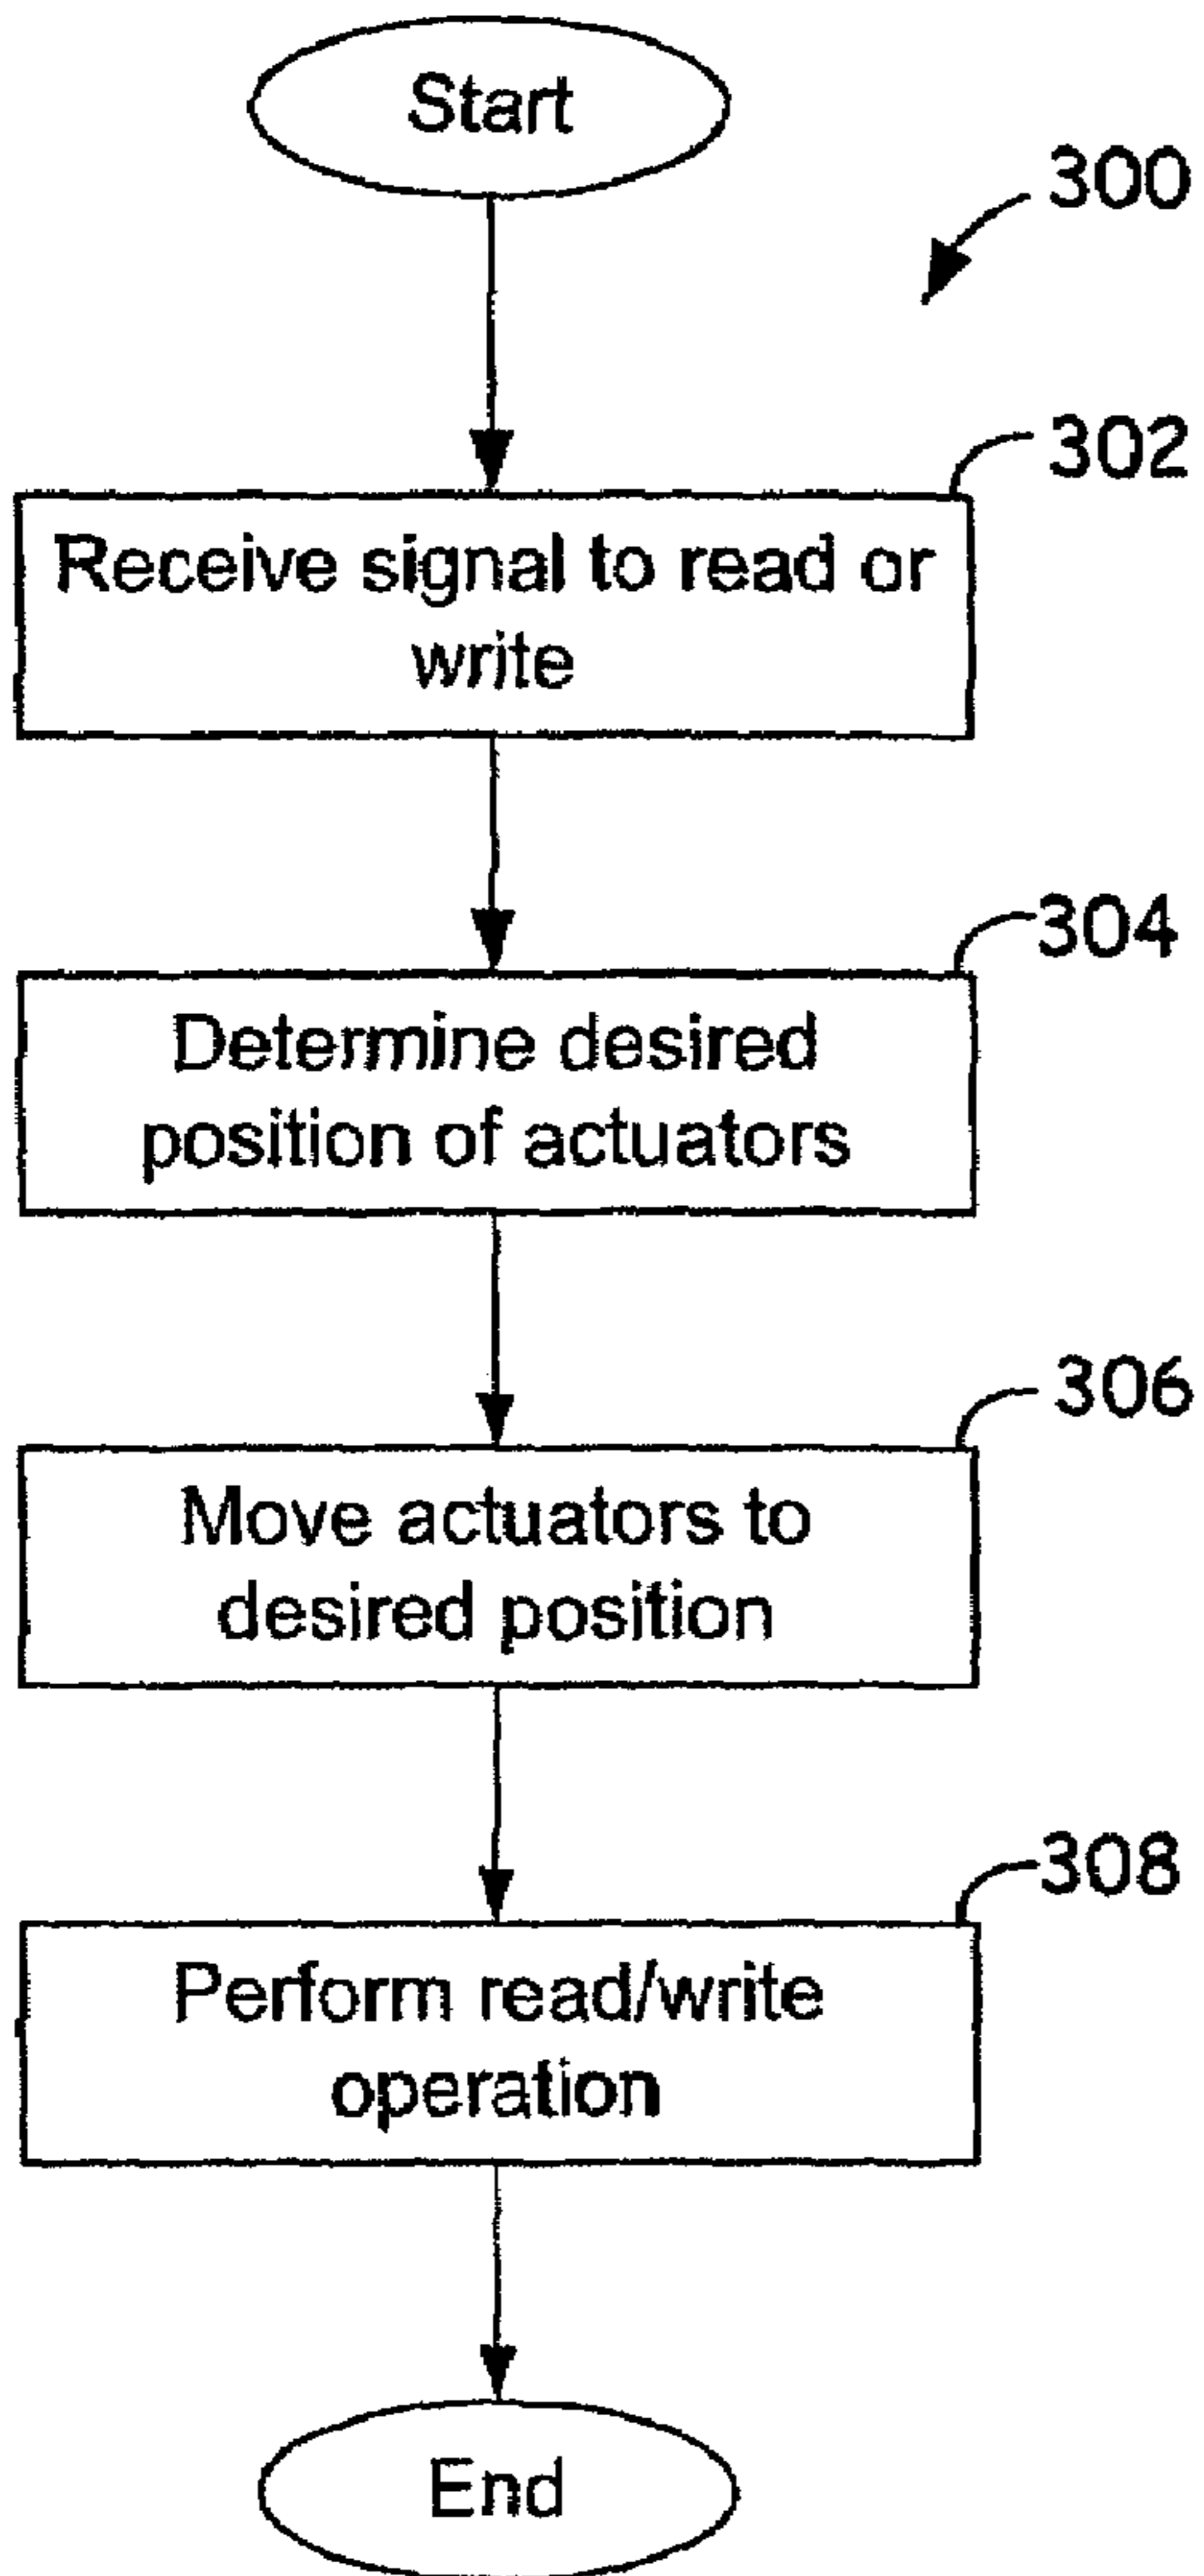 Start
300
302
Receive signal to read or
write
304
Determine desired
position of actuators
306
Move actuators to
desired position
308
Perform read/write
operation
End